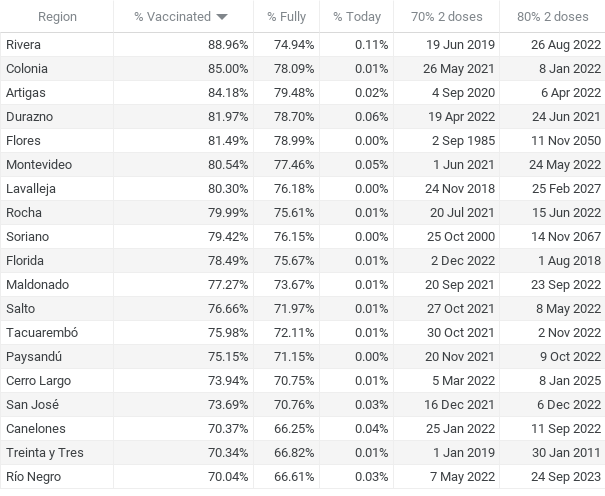 Region % Vaccinated % Fully % Today 70% 2 doses 80% 2 doses
Rivera 88.96% 74.94% 0.11% 19 Jun 2019 26 Aug 2022
Colonia 85.00% 78.09% 0.01% 26 May 2021 8 Jan 2022
Artigas 84.18% 79.48% 0.02% 4 Sep 2020 6 Apr 2022
Durazno 81.97% 78.70% 0.06% 19 Apr 2022 24 Jun 2021
Flores 81.49% 78.99% 0.00% 2 Sep 1985 11 Nov 2050
Montevideo 80.54% 77.46% 0.05% 1 Jun 2021 24 May 2022
Lavalleja 80.30% 76.18% 0.00% 24 Nov 2018 25 Feb 2027
Rocha 79.99% 75.61% 0.01% 20 Jul 2021 15 Jun 2022
Soriano 79.42% 76.15% 0.00% 25 Oct 2000 14 Nov 2067
Florida 78.49% 75.67% 0.01% 2 Dec 2022 1 Aug 2018
Maldonado 77.27% 73.67% 0.01% 20 Sep 2021 23 Sep 2022
Salto 76.66% 71.97% 0.01% 27 Oct 2021 8 May 2022
Tacuarembó 75.98% 72.11% 0.01% 30 Oct 2021 2 Nov 2022
Paysandú 75.15% 71.15% 0.00% 20 Nov 2021 9 Oct 2022
Cerro Largo 73.94% 70.75% 0.01% 5 Mar 2022 8 Jan 2025
San José 73.69% 70.76% 0.03% 16 Dec 2021 6 Dec 2022
Canelones 70.37% 66.25% 0.04% 25 Jan 2022 11 Sep 2022
Treinta y Tres 70.34% 66.82% 0.01% 1 Jan 2019 30 Jan 2011
Río Negro 70.04% 66.61% 0.03% 7 May 2022 24 Sep 2023